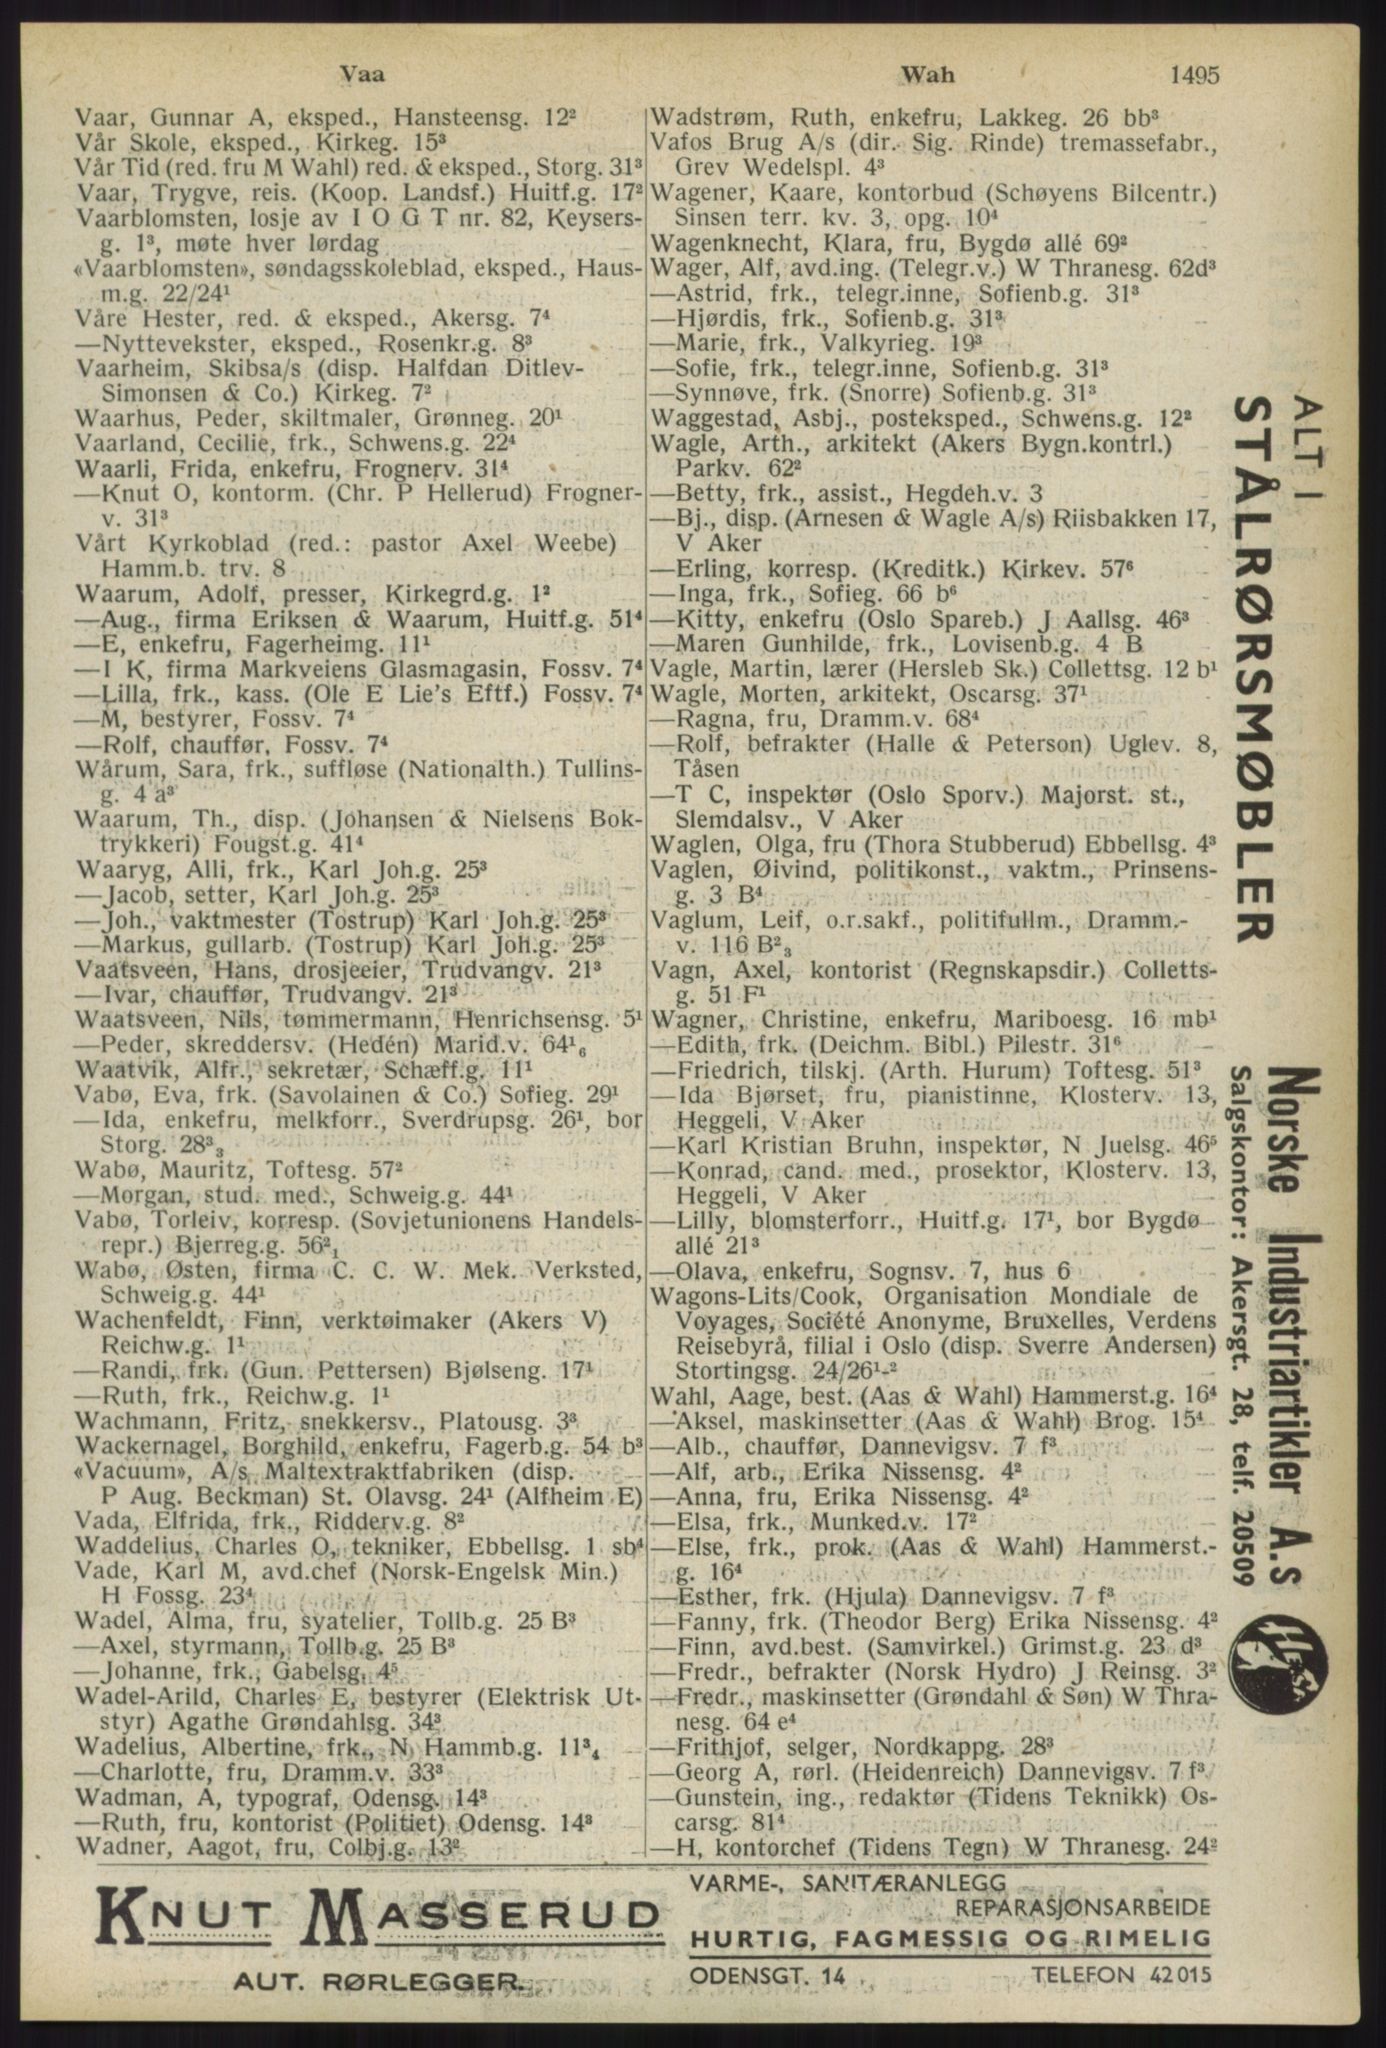 Vaa
Wah
1495
Vaar, Gunnar A, eksped., Hansteensg. 12²
Vår Skole, eksped., Kirkeg. 15³
Vår Tid (red. fru M Wahl) red. & eksped., Storg. 31³
Vaar, Trygve, reis. (Koop. Landsf.) Huitf.g. 17²
Vaarblomsten, losje av I O G T nr. 82, Keysers-
g. 1³, møte hver lørdag
«Vaarblomsten», søndagsskoleblad, eksped., Haus-
m.g. 22/24¹
Våre Hester, red. & eksped., Akersg. 7⁴
—Nyttevekster, eksped., Rosenkr.g. 8³
Vaarheim, Skibsa/s (disp. Halfdan Ditlev-
Simonsen & Co.) Kirkeg. 7²
Waarhus, Peder, skiltmaler, Grønneg. 20¹
Vaarland, Cecilie, frk., Schwens.g. 22⁴
Waarli, Frida, enkefru, Frognerv. 31⁴
—Knut O, kontorm. (Chr. P Hellerud) Frogner-
v. 31³
Vårt Kyrkoblad (red.: pastor Axel Weebe)
Hamm.b. trv. 8
Waarum, Adolf, presser, Kirkegrd.g. 1²
—Aug., firma Eriksen & Waarum, Huitf.g. 51⁴
—E, enkefru, Fagerheimg. 11¹
—I K, firma Markveiens Glasmagasin, Fossv. 7⁴
—Lilla, frk., kass. (Ole E Lie's Eftf.) Fossv. 7⁴
—M, bestyrer, Fossv. 7⁴
—Rolf, chauffør, Fossv. 7⁴
Wårum, Sara, frk., suffløse (Nationalth.) Tullins-
g. 4 a³
Waarum, Th., disp. (Johansen & Nielsens Bok-
trykkeri) Fougst.g. 41⁴
Waaryg, Alli, frk., Karl Joh.g. 25³
—Jacob, setter, Karl Joh.g. 25³
—Joh., vaktmester (Tostrup) Karl Joh.g. 25³
—Markus, gullarb. (Tostrup) Karl Joh.g. 25³
Vaatsveen, Hans, drosjeeier, Trudvangv. 21³
—Ivar, chauffør, Trudvangv. 21³
Waatsveen, Nils, tømmermann, Henrichsensg. 5¹
—Peder, skreddersv. (Hedén) Marid.v. 64¹₆
Waatvik, Alfr., sekretær, Schæff.g. 11¹
Vabø, Eva, frk. (Savolainen & Co.) Sofieg. 29¹
—Ida, enkefru, melkforr., Sverdrupsg. 26¹, bor
Storg. 28³₃
Wabø, Mauritz, Toftesg. 57²
—Morgan, stud. med., Schweig.g. 44¹
Vabø, Torleiv, korresp. (Sovjetunionens Handels-
repr.) Bjerreg.g. 56²₁
Wabø, Østen, firma C. C. W. Mek. Verksted,
Schweig.g. 44¹
Wachenfeldt, Finn, verktøimaker (Akers V)
Reichw.g. 1¹
—Randi, frk. (Gun. Pettersen) Bjølseng. 17¹
—Ruth, frk., Reichw.g. 1¹
Wachmann, Fritz, snekkersv., Platousg. 3³
Wackernagel, Borghild, enkefru, Fagerb.g. 54 b³
«Vacuum», A/s Maltextraktfabriken (disp.
P Aug. Beckman) St. Olavsg. 24¹ (Alfheim E)
Vada, Elfrida, frk., Ridderv.g. 8²
Waddelius, Charles O, tekniker, Ebbellsg. 1 sb⁴
Vade, Karl M, avd.chef (Norsk-Engelsk Min.)
H Fossg. 23⁴
Wadel, Alma, fru, syatelier, Tollb.g. 25 B³
—Axel, styrmann, Tollb.g. 25 B³
—Johanne, frk., Gabelsg. 4⁵
Wadel-Arild, Charles E, bestyrer (Elektrisk Ut-
styr) Agathe Grøndahlsg. 34³
Wadelius, Albertine, frk., N Hammb.g. 11³₄
—Charlotte, fru, Dramm.v. 33³
Wadman, A, typograf, Odensg. 14³
—Ruth, fru, kontorist (Politiet) Odensg. 14³
Wadner, Aagot, fru, Colbj.g. 13²
Wadstrøm, Ruth, enkefru, Lakkeg. 26 bb³
Vafos Brug A/s (dir. Sig. Rinde) tremassefabr.,
Grev Wedelspl. 4³
Wagener, Kaare, kontorbud (Schøyens Bilcentr.)
Sinsen terr. kv. 3, opg. 10⁴
Wagenknecht, Klara, fru, Bygdø allé 69²
Wager, Alf, avd.ing. (Telegr.v.) W Thranesg. 62d³
—Astrid, frk., telegr.inne, Sofienb.g. 31³
—Hjørdis, frk., Sofienb.g. 31³
—Marie, frk., Valkyrieg. 19³
—Sofie, frk., telegr.inne, Sofienb.g. 31³
—Synnøve, frk. (Snorre) Sofienb.g. 31³
Waggestad, Asbj., posteksped., Schwens.g. 12²
Wagle, Arth., arkitekt (Akers Bygn.kontrl.)
Parkv. 62²
—Betty, frk., assist., Hegdeh.v. 3
—Bj., disp. (Arnesen & Wagle A/s) Riisbakken 17,
V Aker
—Erling, korresp. (Kreditk.) Kirkev. 57⁶
—Inga, frk., Sofieg. 66 b⁶
—Kitty, enkefru (Oslo Spareb.) J Aallsg. 46³
—Maren Gunhilde, frk., Lovisenb.g. 4 B
Vagle, Martin, lærer (Hersleb Sk.) Collettsg. 12 b¹
Wagle, Morten, arkitekt, Oscarsg. 37¹
—Ragna, fru, Dramm.v. 68⁴
—Rolf, befrakter (Halle & Peterson) Uglev. 8,
Tåsen
—T C, inspektør (Oslo Sporv.) Majorst. st.,
Slemdalsv., V Aker
Waglen, Olga, fru (Thora Stubberud) Ebbellsg. 4³
Vaglen, Øivind, politikonst., vaktm., Prinsens-
g. 3 B⁴
Vaglum, Leif, o.r.sakf., politifullm., Dramm.-
v. 116 B²₃
Vagn, Axel, kontorist (Regnskapsdir.) Colletts-
g. 51 F¹
Wagner, Christine, enkefru, Mariboesg. 16 mb¹
—Edith, frk. (Deichm. Bibl.) Pilestr. 31⁶
—Friedrich, tilskj. (Arth. Hurum) Toftesg. 51³
—Ida Bjørset, fru, pianistinne, Klosterv. 13,
Heggeli, V Aker
—Karl Kristian Bruhn, inspektør, N Juelsg. 46⁵
—Konrad, cand. med., prosektor, Klosterv. 13,
Heggeli, V Aker
—Lilly, blomsterforr., Huitf.g. 17¹, bor Bygdø
allé 21³
—Olava, enkefru, Sognsv. 7, hus 6
Wagons-Lits/Cook, Organisation Mondiale de
Voyages, Société Anonyme, Bruxelles, Verdens
Reisebyrå, filial i Oslo (disp. Sverre Andersen)
Stortingsg. 24/26¹-²
Wahl, Aage, best. (Aas & Wahl) Hammerst.g. 16⁴
—Aksel, maskinsetter (Aas & Wahl) Brog. 15⁴
—Alb., chauffør, Dannevigsv. 7 f³
—Alf, arb., Erika Nissensg. 4²
—Anna, fru, Erika Nissensg. 4²
—Elsa, frk., Munked.v. 17²
—Else, frk., prok. (Aas & Wahl) Hammerst.-
g. 16⁴
—Esther, frk. (Hjula) Dannevigsv. 7 f³
—Fanny, frk. (Theodor Berg) Erika Nissensg. 4²
—Finn, avd.best. (Samvirkel.) Grimst.g. 23 d³
—Fredr., befrakter (Norsk Hydro) J Reinsg. 3²
—Fredr., maskinsetter (Grøndahl & Søn) W Thra-
nesg. 64 e⁴
—Frithjof, selger, Nordkappg. 28³
—Georg A, rørl. (Heidenreich) Dannevigsv. 7 f³
—Gunstein, ing., redaktør (Tidens Teknikk) Os-
carsg. 81⁴
—H, kontorchef (Tidens Tegn) W Thranesg. 24²
ALT I
STÅLRØRSMØBLER
NORSKE INDUSTRIARTIKLER A.S
Salgskontor: Akersgt. 28, telf. 20509
KNUT MASSERUD
AUT. RØRLEGGER.
VARME-, SANITÆRANLEGG
REPARASJONSARBEIDE
HURTIG, FAGMESSIG OG RIMELIG
ODENSGT. 14
TELEFON 42015